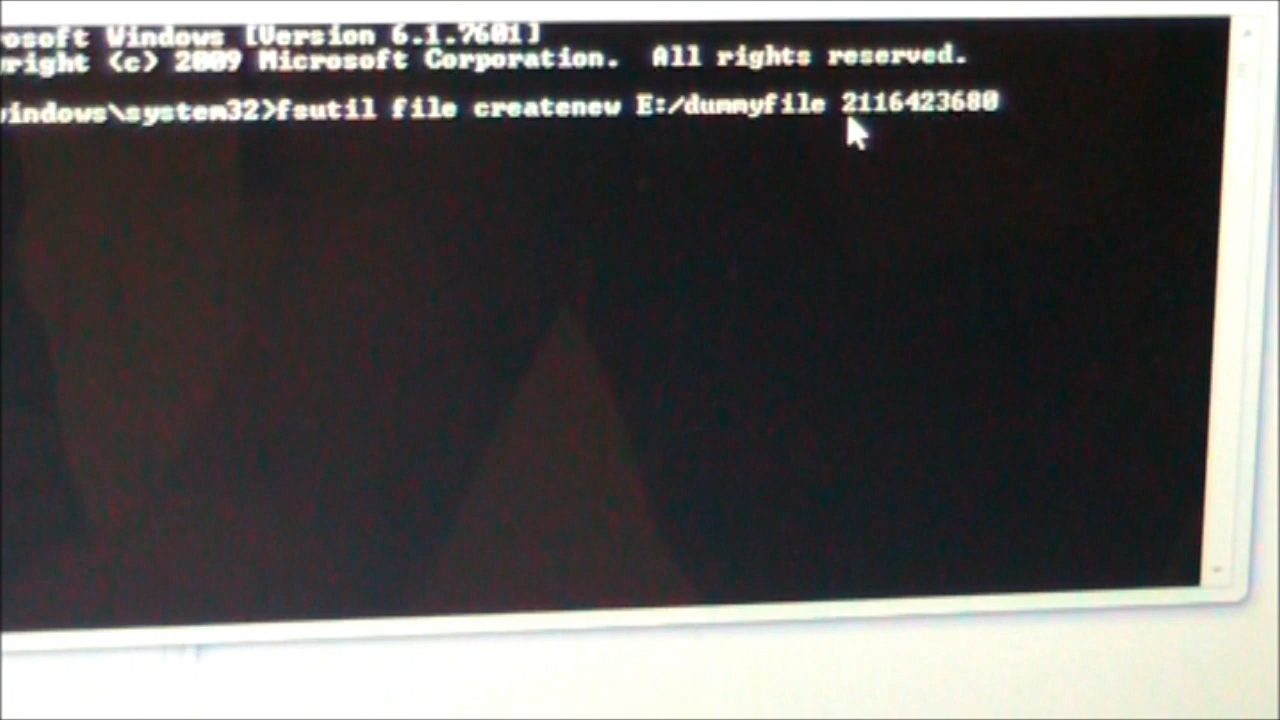 osoft Windows [Version 6.1.7601]
right (c) 2009 Microsoft Corporation. All rights reserved.
indows\system32>fsutil file createnew E:/dummyfile 2116423680